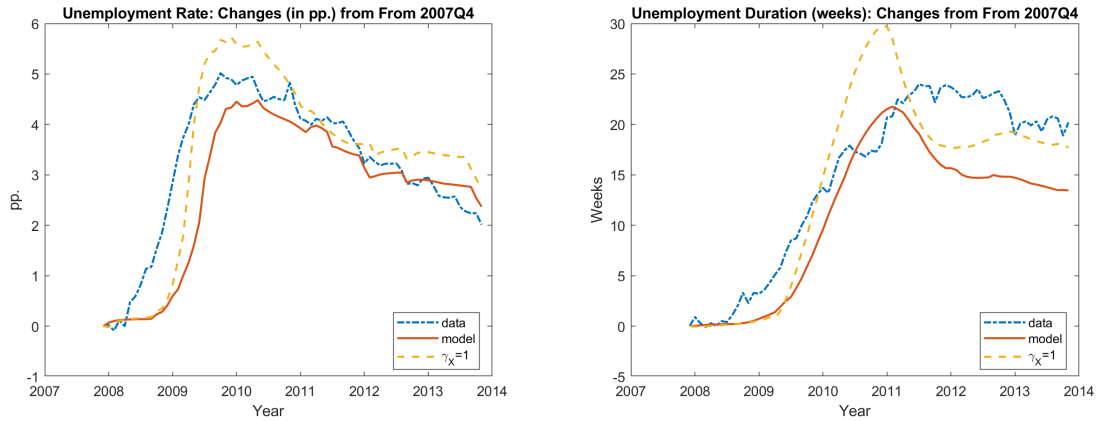 Unemployment Rate: Changes (in pp.) from From 2007Q4
6
5
4
3
2
1
0
-1
pp.
2007 2008 2009 2010 2011 2012 2013 2014
Year
data
model
γx=1
Unemployment Duration (weeks): Changes from From 2007Q4
30
25
20
15
10
5
0
-5
Weeks
2007 2008 2009 2010 2011 2012 2013 2014
Year
data
model
γx=1